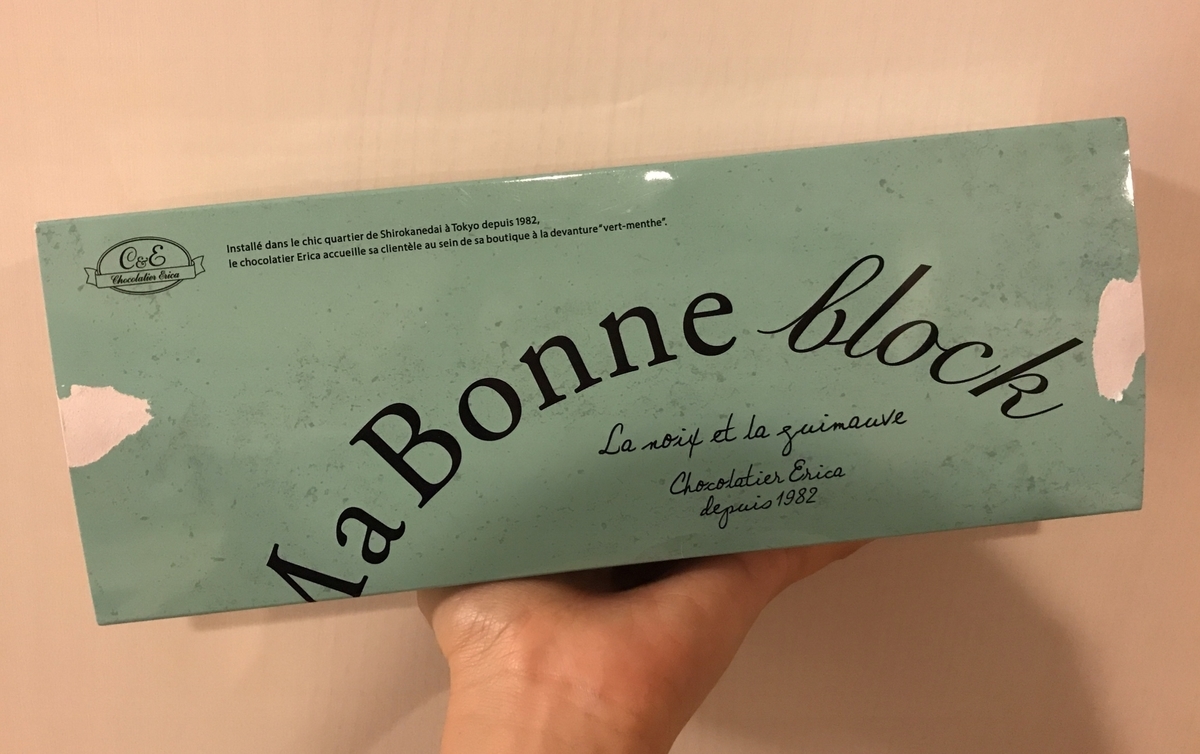 C&E
Chocolatier Erica
Installé dans le chic quartier de Shirokanedai à Tokyo depuis 1982,
le chocolatier Erica accueille sa clientèle au sein de sa boutique à la devanture "vert-menthe".
Ma Bonne block
La noix et la guimauve
Chocolatier Erica
depuis 1982